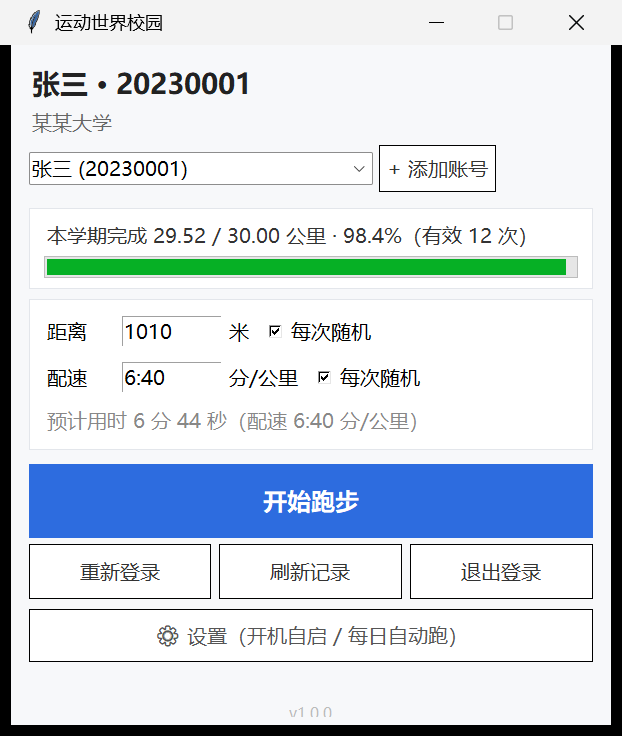 运动世界校园
张三 • 20230001
某某大学
张三 (20230001)
+ 添加账号
本学期完成 29.52 / 30.00 公里 · 98.4%（有效 12 次）
距离 1010 米 每次随机
配速 6:40 分/公里 每次随机
预计用时 6 分 44 秒（配速 6:40 分/公里）
开始跑步
重新登录 刷新记录 退出登录
设置（开机自启 / 每日自动跑）
v1.0.0